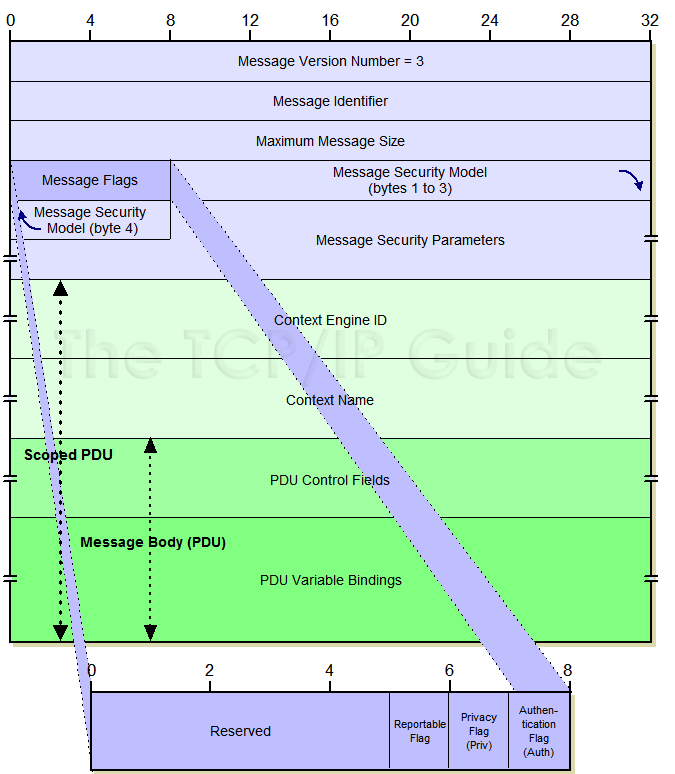 0 4 8 12 16 20 24 28 32
Message Version Number = 3
Message Identifier
Maximum Message Size
Message Flags
Message Security Model
(bytes 1 to 3)
Message Security
Model (byte 4)
Message Security Parameters
Context Engine ID
The TCP/IP Guide
Context Name
Scoped PDU
PDU Control Fields
Message Body (PDU)
PDU Variable Bindings
0 2 4 6 8
Reserved
Reportable
Flag
Privacy
Flag
(Priv)
Authen-
tication
Flag
(Auth)